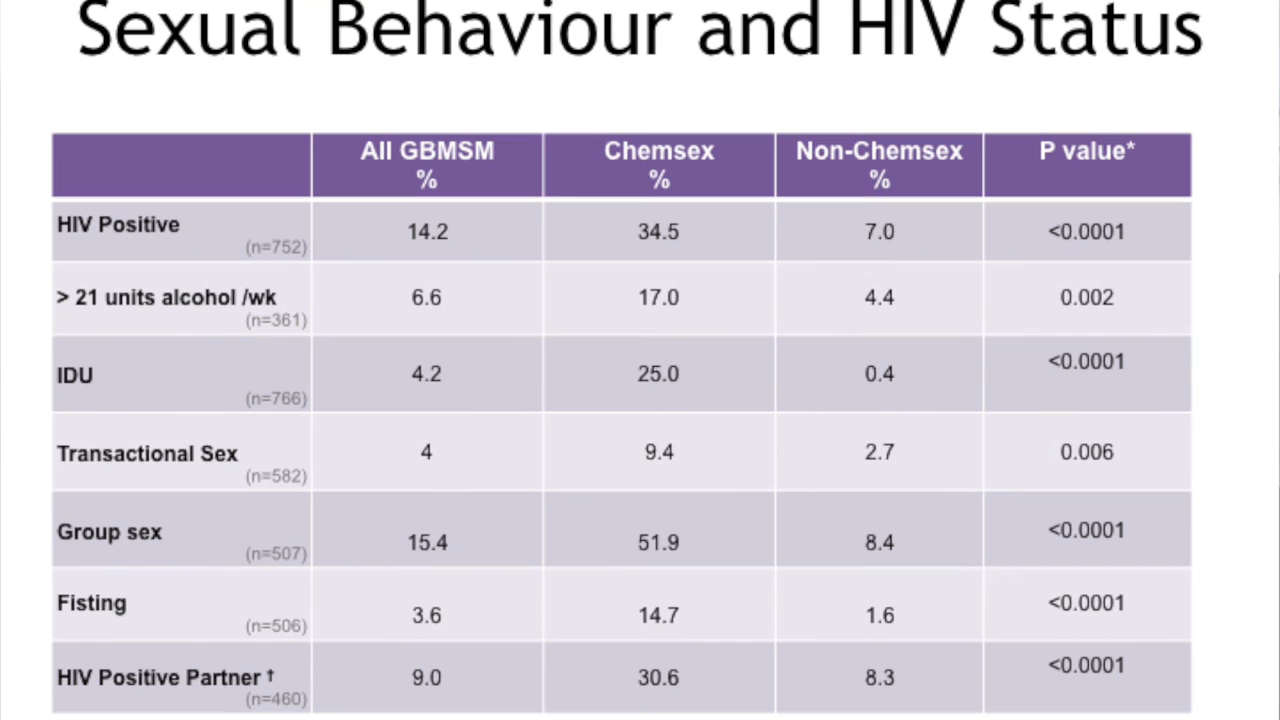 Sexual Behaviour and HIV Status
All GBMSM % Chemsex % Non-Chemsex % P value*
HIV Positive (n=752) 14.2 34.5 7.0 <0.0001
> 21 units alcohol /wk (n=361) 6.6 17.0 4.4 0.002
IDU (n=766) 4.2 25.0 0.4 <0.0001
Transactional Sex (n=582) 4 9.4 2.7 0.006
Group sex (n=507) 15.4 51.9 8.4 <0.0001
Fisting (n=506) 3.6 14.7 1.6 <0.0001
HIV Positive Partner † (n=460) 9.0 30.6 8.3 <0.0001